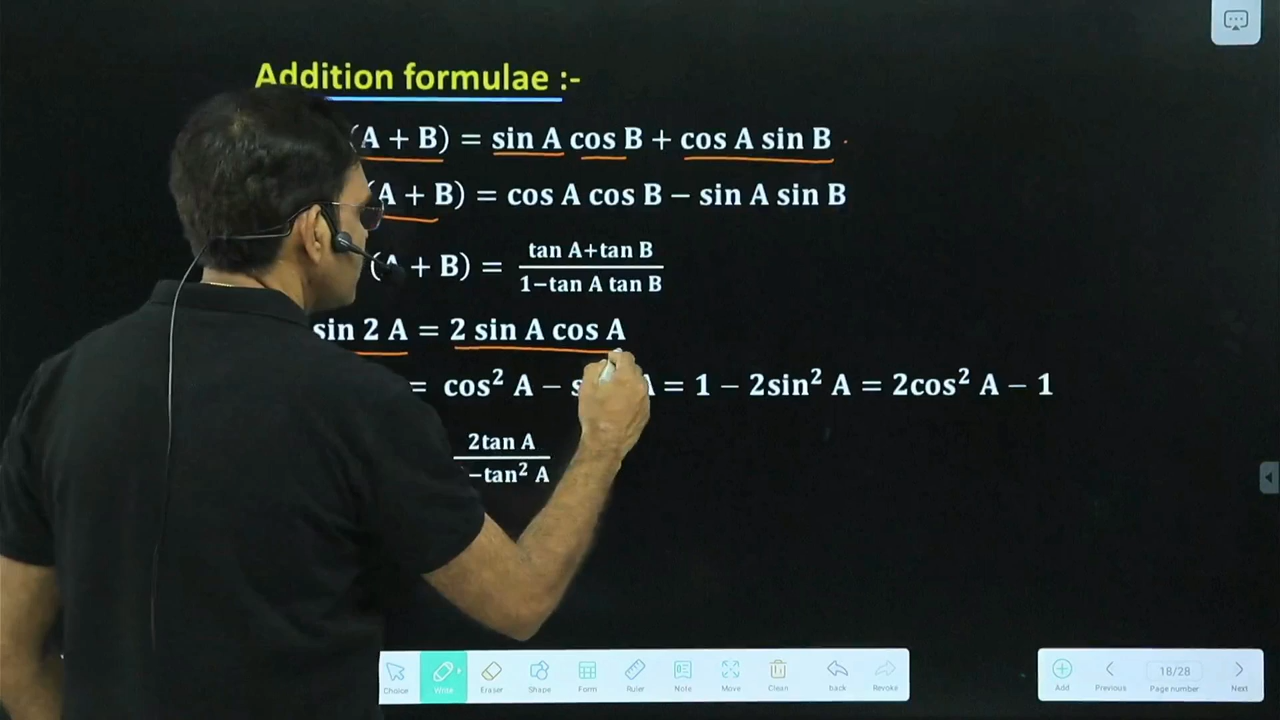 Addition formulae :-
(A + B) = sin A cos B + cos A sin B
(A + B) = cos A cos B − sin A sin B
(A + B) = tan A+tan B / 1−tan A tan B
sin 2 A = 2 sin A cos A
= cos² A − A = 1 − 2sin² A = 2cos² A − 1
2tan A / −tan² A
Choice Write Eraser Shape Form Ruler Note Move Clean back Revoke
Add Previous 18/28 Page number Next